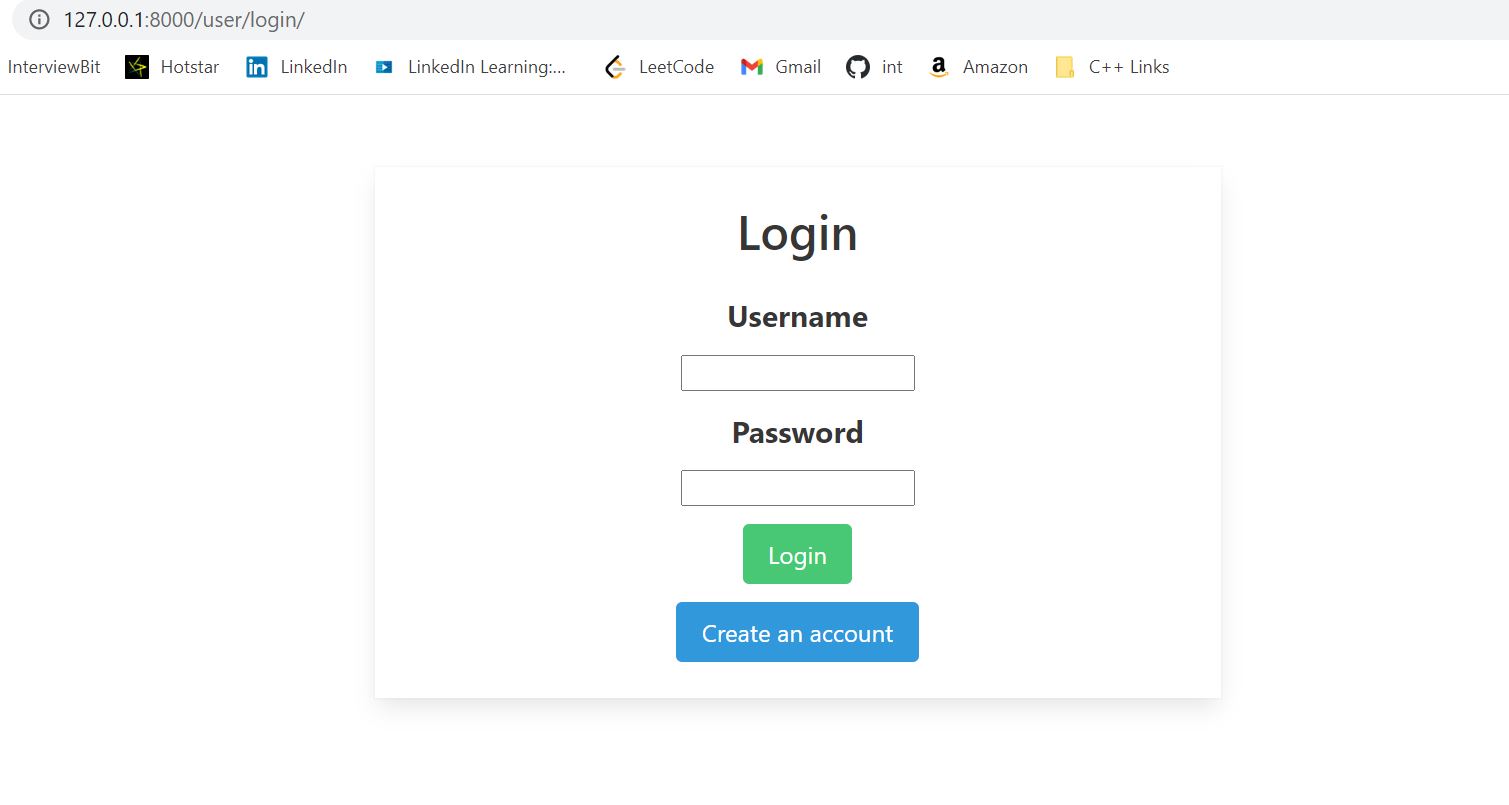 127.0.0.1:8000/user/login/
InterviewBit Hotstar LinkedIn LinkedIn Learning:... LeetCode Gmail int Amazon C++ Links
Login
Username
Password
Login
Create an account